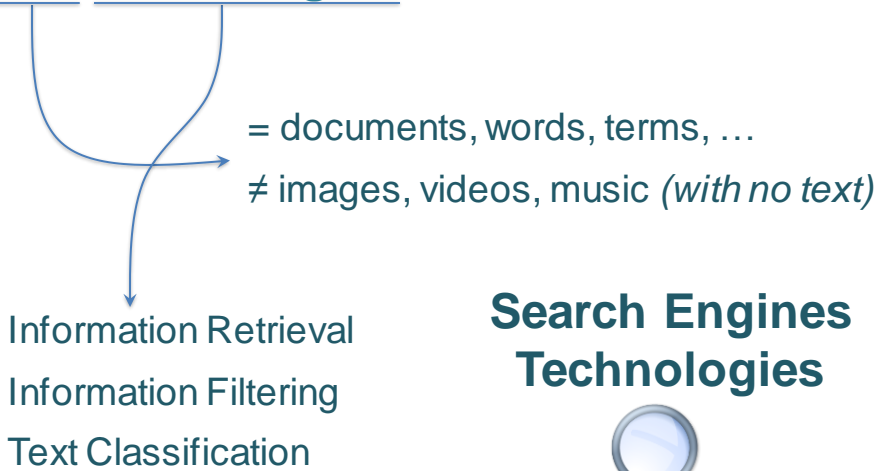 = documents, words, terms, …
≠ images, videos, music (with no text)
Information Retrieval
Information Filtering
Text Classification
Search Engines
Technologies